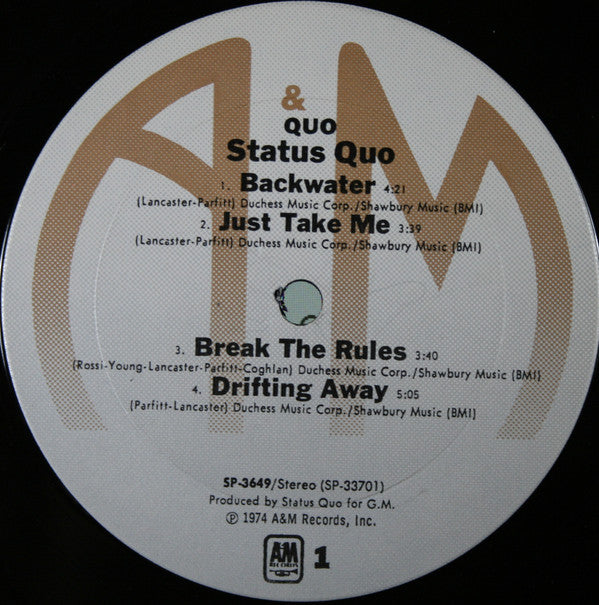 A & M
QUO
Status Quo
1. Backwater 4:21
(Lancaster-Parfitt) Duchess Music Corp./Shawbury Music (BMI)
2. Just Take Me 3:39
(Lancaster-Parfitt) Duchess Music Corp./Shawbury Music (BMI)
3. Break The Rules 3:40
(Rossi-Young-Lancaster-Parfitt-Coghlan) Duchess Music Corp./Shawbury Music (BMI)
4. Drifting Away 5:05
(Parfitt-Lancaster) Duchess Music Corp./Shawbury Music (BMI)
SP-3649/Stereo (SP-33701)
Produced by Status Quo for G.M.
℗ 1974 A&M Records, Inc.
A&M
RECORDS
1